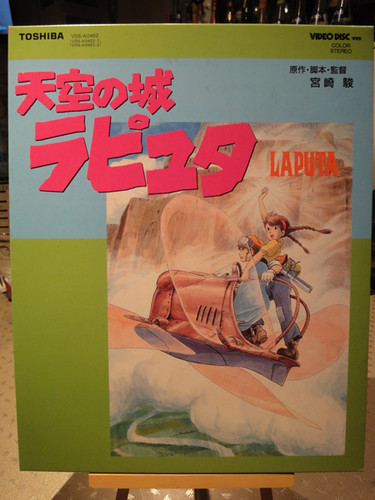 TOSHIBA
VIDEO DISC VHD
COLOR
STEREO
原作・脚本・監督
宮崎 駿
天空の城
ラピュタ
LAPUTA